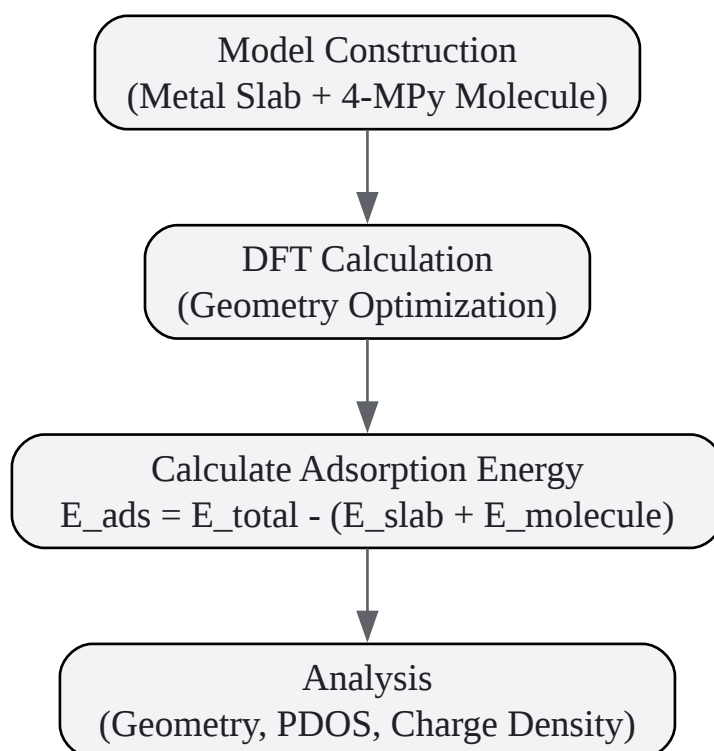 Model Construction
(Metal Slab + 4-MPy Molecule)
DFT Calculation
(Geometry Optimization)
Calculate Adsorption Energy
E_ads = E_total - (E_slab + E_molecule)
Analysis
(Geometry, PDOS, Charge Density)